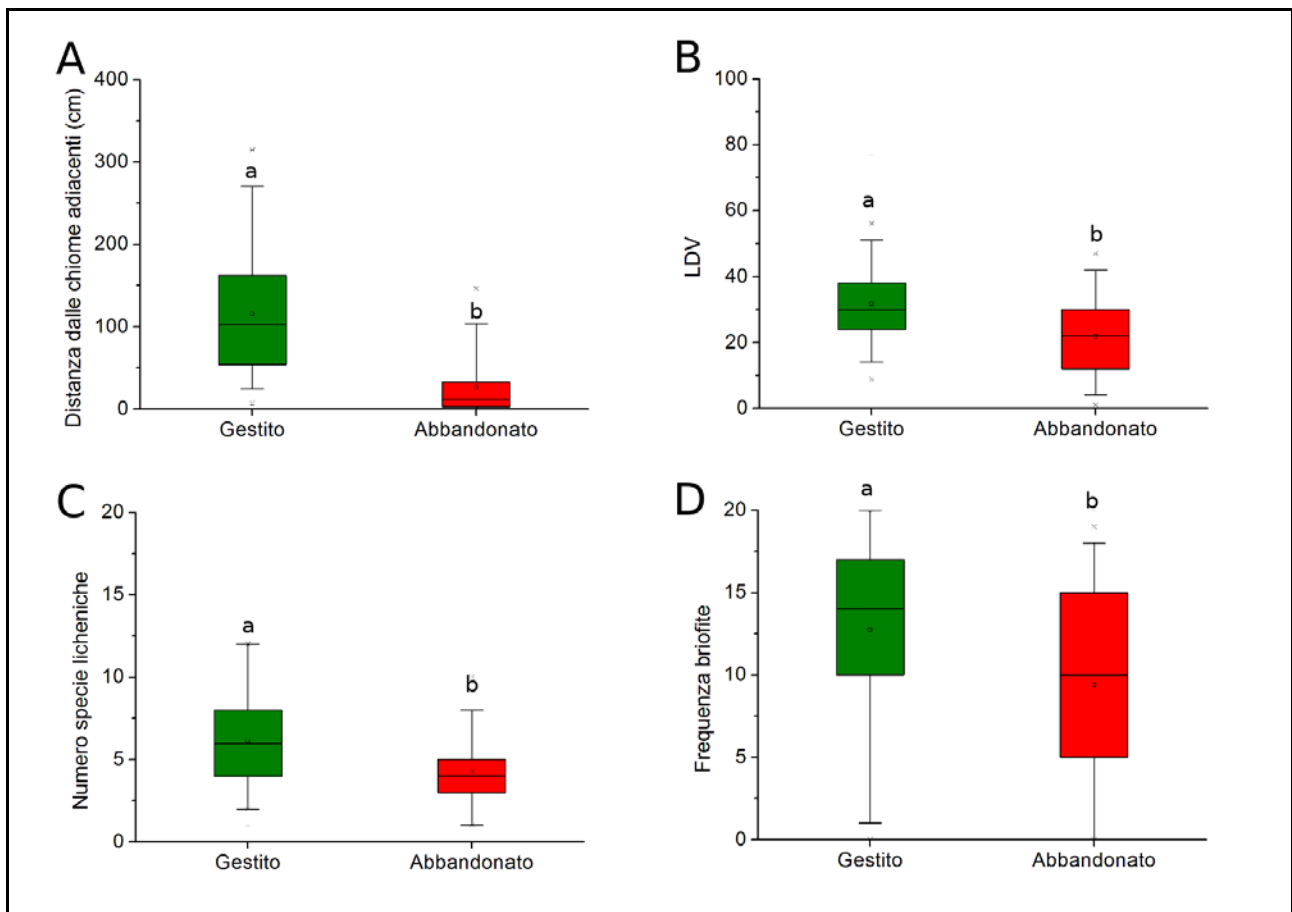 A
Distanza dalle chiome adiacenti (cm)
400
300
200
100
0
a
b
Gestito
Abbandonato
B
LDV
100
80
60
40
20
0
a
b
Gestito
Abbandonato
C
Numero specie licheniche
20
15
10
5
0
a
b
Gestito
Abbandonato
D
Frequenza briofite
20
15
10
5
0
a
b
Gestito
Abbandonato